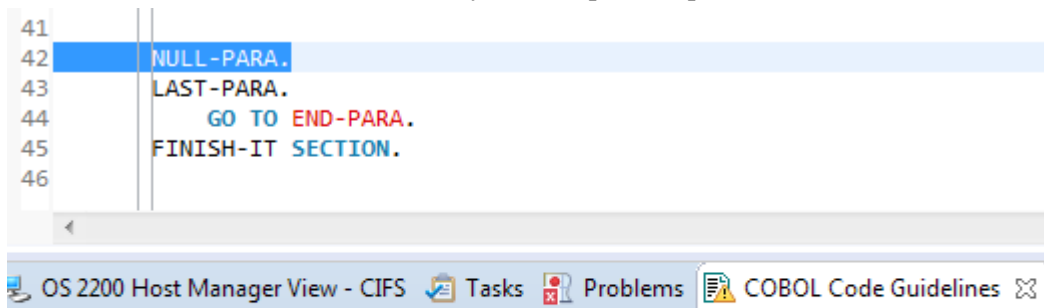 41
42 NULL-PARA.
43 LAST-PARA.
44 GO TO END-PARA.
45 FINISH-IT SECTION.
46
OS 2200 Host Manager View - CIFS Tasks Problems COBOL Code Guidelines